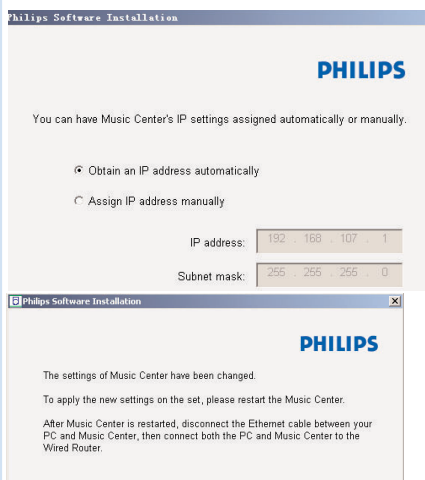 Philips Software Installation
PHILIPS
You can have Music Center's IP settings assigned automatically or manually.
Obtain an IP address automatically
Assign IP address manually
IP address: 192 . 168 . 107 . 1
Subnet mask: 255 . 255 . 255 . 0
Philips Software Installation
PHILIPS
The settings of Music Center have been changed.
To apply the new settings on the set, please restart the Music Center.
After Music Center is restarted, disconnect the Ethernet cable between your
PC and Music Center, then connect both the PC and Music Center to the
Wired Router.